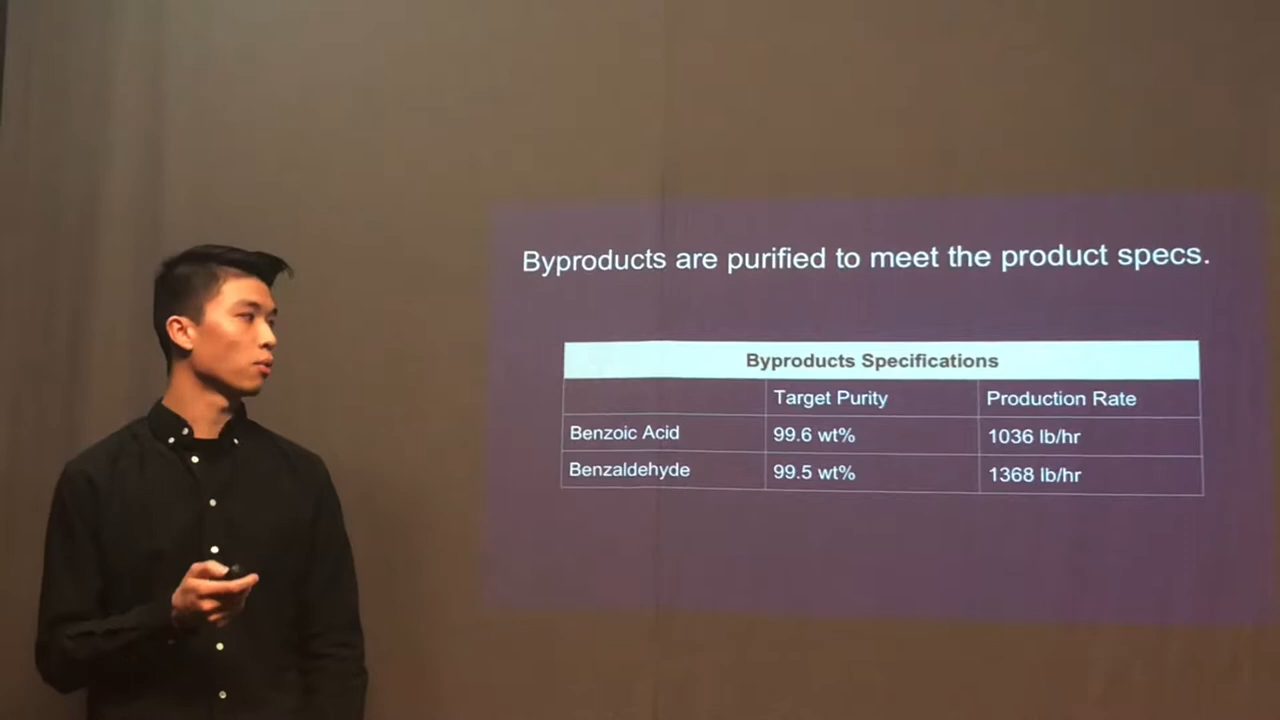 Byproducts are purified to meet the product specs.
Byproducts Specifications
Target Purity Production Rate
Benzoic Acid 99.6 wt% 1036 lb/hr
Benzaldehyde 99.5 wt% 1368 lb/hr